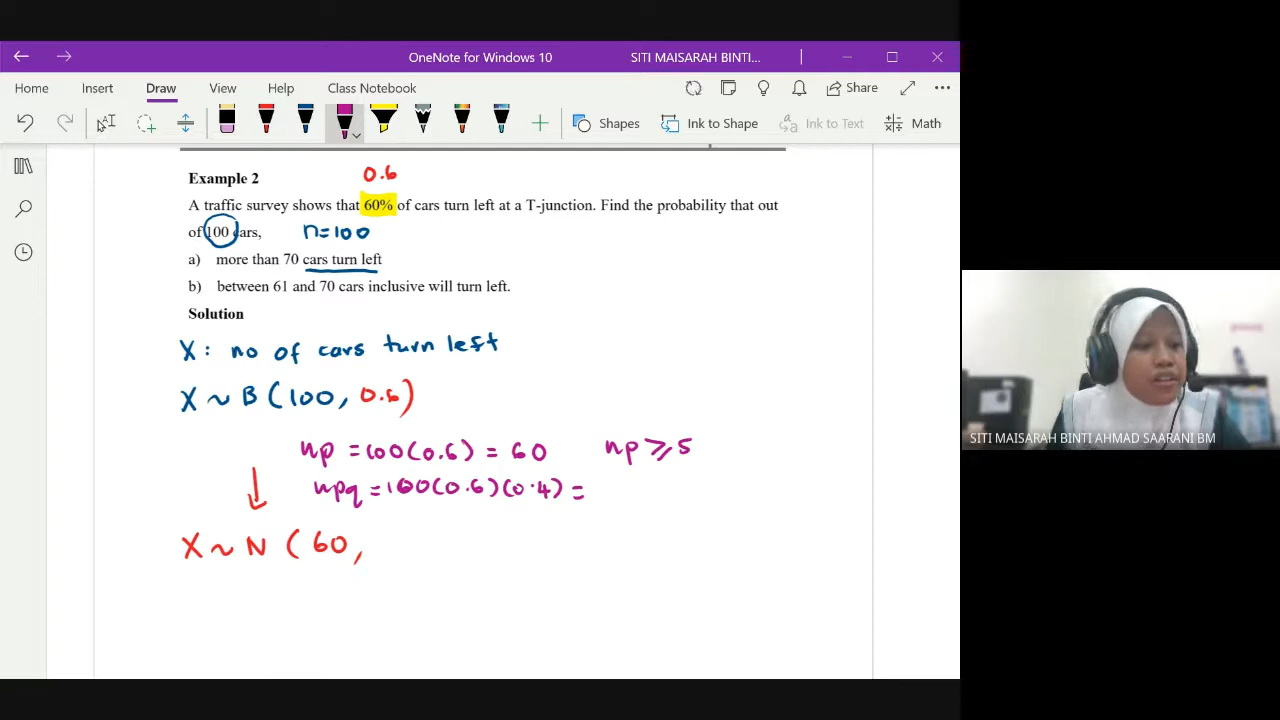 OneNote for Windows 10
SITI MAISARAH BINTI...
Home Insert Draw View Help Class Notebook Share
Shapes Ink to Shape Ink to Text Math
0.6
Example 2
A traffic survey shows that 60% of cars turn left at a T-junction. Find the probability that out
of 100 cars, n=100
a) more than 70 cars turn left
b) between 61 and 70 cars inclusive will turn left.
Solution
X: no of cars turn left
X ~ B (100, 0.6)
np = 100(0.6) = 60 np ≥ 5
npq = 100(0.6)(0.4) =
X ~ N ( 60,
SITI MAISARAH BINTI AHMAD SAARANI BM